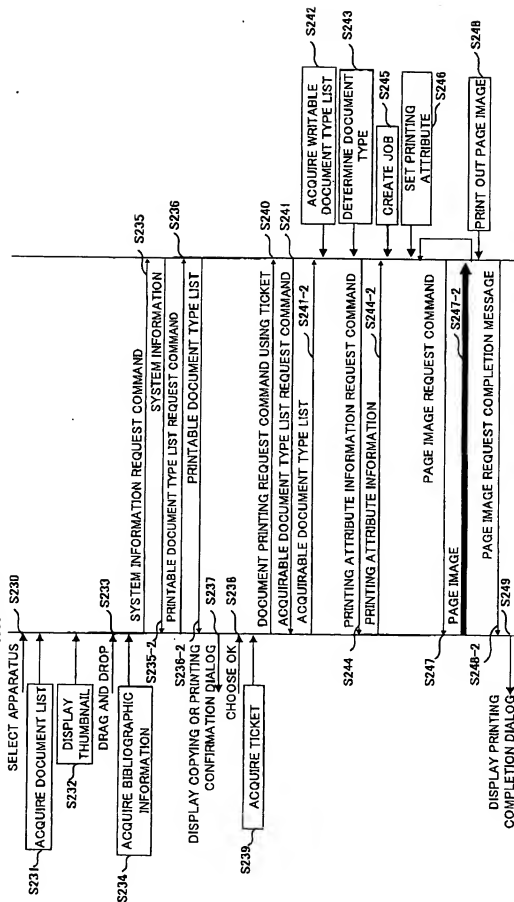 SELECT APPARATUS
S230
ACQUIRE DOCUMENT LIST
S231
DISPLAY
THUMBNAIL
S232
DRAG AND DROP
S233
ACQUIRE BIBLIOGRAPHIC
INFORMATION
S234
SYSTEM INFORMATION REQUEST COMMAND
S235
SYSTEM INFORMATION
S235-2
PRINTABLE DOCUMENT TYPE LIST REQUEST COMMAND
S236
PRINTABLE DOCUMENT TYPE LIST
S236-2
DISPLAY COPYING OR PRINTING
CONFIRMATION DIALOG
S237
CHOOSE OK
S238
ACQUIRE TICKET
S239
DOCUMENT PRINTING REQUEST COMMAND USING TICKET
S240
ACQUIRABLE DOCUMENT TYPE LIST REQUEST COMMAND
S241
ACQUIRABLE DOCUMENT TYPE LIST
S241-2
ACQUIRE WRITABLE
DOCUMENT TYPE LIST
S242
DETERMINE DOCUMENT
TYPE
S243
PRINTING ATTRIBUTE INFORMATION REQUEST COMMAND
S244
PRINTING ATTRIBUTE INFORMATION
S244-2
CREATE JOB
S245
SET PRINTING
ATTRIBUTE
S246
PAGE IMAGE REQUEST COMMAND
S247
PAGE IMAGE
S247-2
PRINT OUT PAGE IMAGE
S248
PAGE IMAGE REQUEST COMPLETION MESSAGE
S248-2
DISPLAY PRINTING
COMPLETION DIALOG
S249